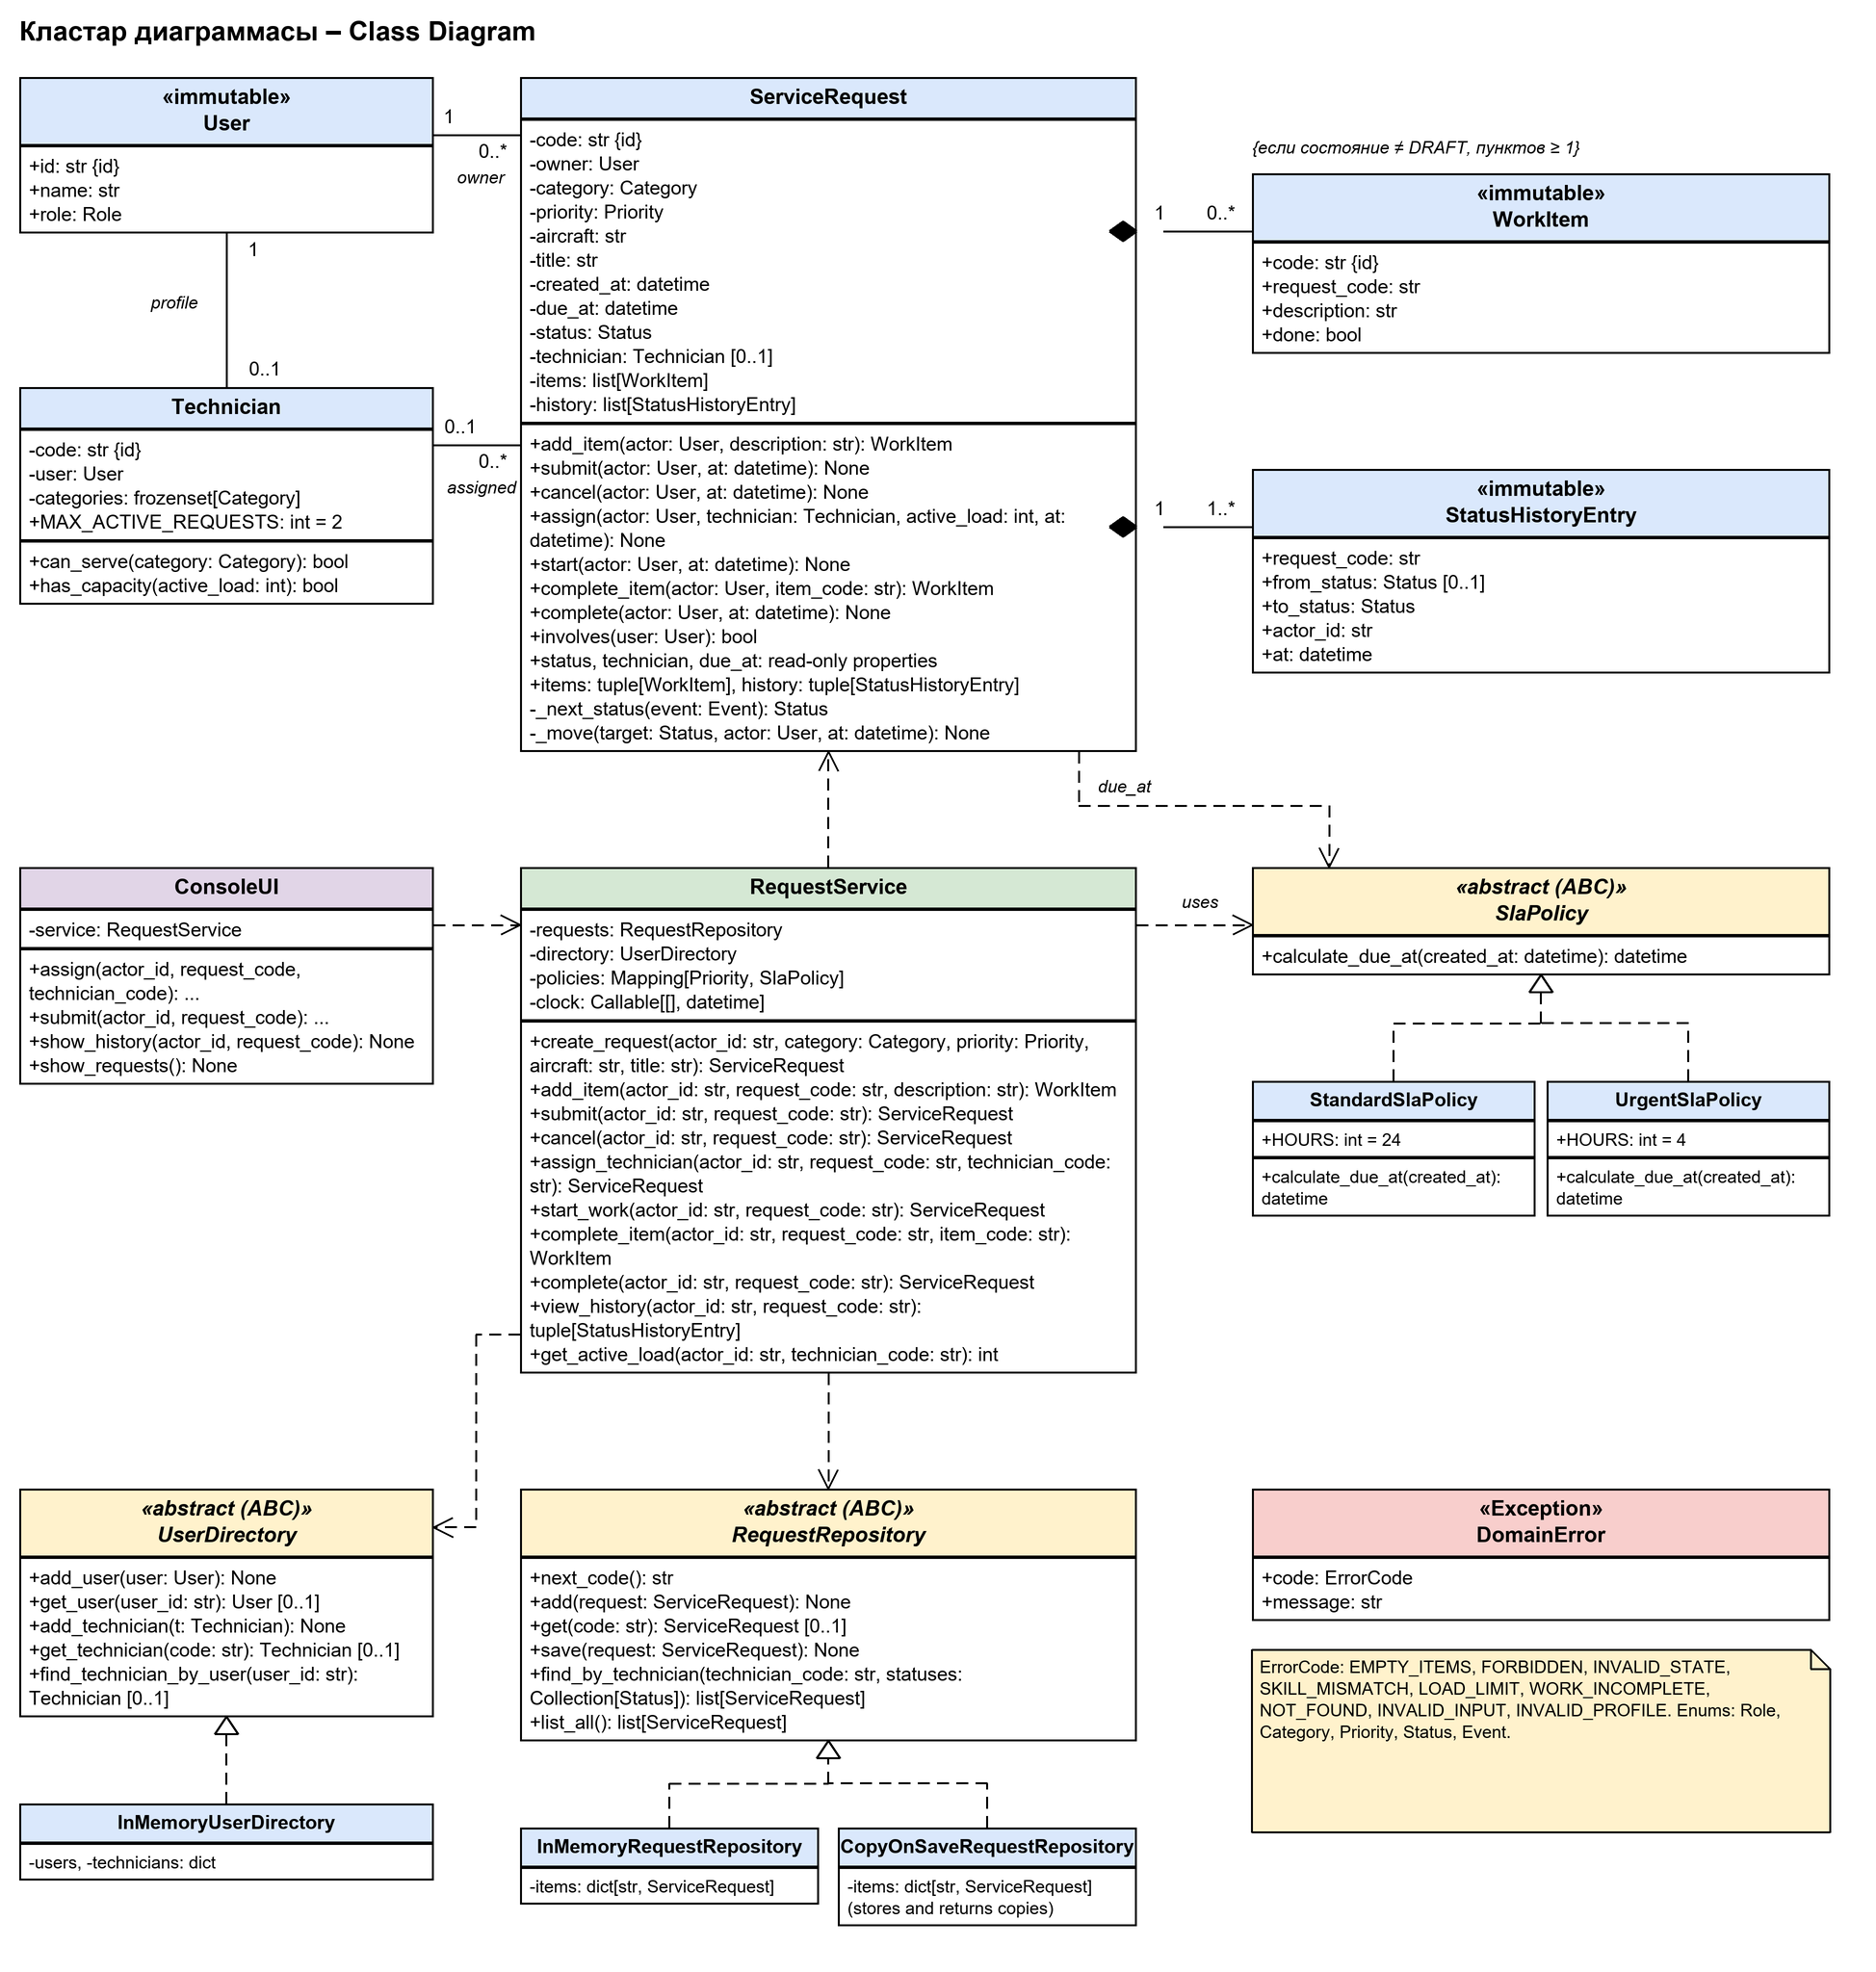 Кластар диаграммасы – Class Diagram
«immutable»
User
+id: str {id}
+name: str
+role: Role
1
0..*
owner
1
profile
0..1
Technician
-code: str {id}
-user: User
-categories: frozenset[Category]
+MAX_ACTIVE_REQUESTS: int = 2
+can_serve(category: Category): bool
+has_capacity(active_load: int): bool
0..1
0..*
assigned
ServiceRequest
-code: str {id}
-owner: User
-category: Category
-priority: Priority
-aircraft: str
-title: str
-created_at: datetime
-due_at: datetime
-status: Status
-technician: Technician [0..1]
-items: list[WorkItem]
-history: list[StatusHistoryEntry]
+add_item(actor: User, description: str): WorkItem
+submit(actor: User, at: datetime): None
+cancel(actor: User, at: datetime): None
+assign(actor: User, technician: Technician, active_load: int, at:
datetime): None
+start(actor: User, at: datetime): None
+complete_item(actor: User, item_code: str): WorkItem
+complete(actor: User, at: datetime): None
+involves(user: User): bool
+status, technician, due_at: read-only properties
+items: tuple[WorkItem], history: tuple[StatusHistoryEntry]
-_next_status(event: Event): Status
-_move(target: Status, actor: User, at: datetime): None
{если состояние ≠ DRAFT, пунктов ≥ 1}
1
0..*
«immutable»
WorkItem
+code: str {id}
+request_code: str
+description: str
+done: bool
1
1..*
«immutable»
StatusHistoryEntry
+request_code: str
+from_status: Status [0..1]
+to_status: Status
+actor_id: str
+at: datetime
due_at
ConsoleUI
-service: RequestService
+assign(actor_id, request_code,
technician_code): ...
+submit(actor_id, request_code): ...
+show_history(actor_id, request_code): None
+show_requests(): None
RequestService
-requests: RequestRepository
-directory: UserDirectory
-policies: Mapping[Priority, SlaPolicy]
-clock: Callable[[], datetime]
+create_request(actor_id: str, category: Category, priority: Priority,
aircraft: str, title: str): ServiceRequest
+add_item(actor_id: str, request_code: str, description: str): WorkItem
+submit(actor_id: str, request_code: str): ServiceRequest
+cancel(actor_id: str, request_code: str): ServiceRequest
+assign_technician(actor_id: str, request_code: str, technician_code:
str): ServiceRequest
+start_work(actor_id: str, request_code: str): ServiceRequest
+complete_item(actor_id: str, request_code: str, item_code: str):
WorkItem
+complete(actor_id: str, request_code: str): ServiceRequest
+view_history(actor_id: str, request_code: str):
tuple[StatusHistoryEntry]
+get_active_load(actor_id: str, technician_code: str): int
uses
«abstract (ABC)»
SlaPolicy
+calculate_due_at(created_at: datetime): datetime
StandardSlaPolicy
+HOURS: int = 24
+calculate_due_at(created_at):
datetime
UrgentSlaPolicy
+HOURS: int = 4
+calculate_due_at(created_at):
datetime
«abstract (ABC)»
UserDirectory
+add_user(user: User): None
+get_user(user_id: str): User [0..1]
+add_technician(t: Technician): None
+get_technician(code: str): Technician [0..1]
+find_technician_by_user(user_id: str):
Technician [0..1]
InMemoryUserDirectory
-users, -technicians: dict
«abstract (ABC)»
RequestRepository
+next_code(): str
+add(request: ServiceRequest): None
+get(code: str): ServiceRequest [0..1]
+save(request: ServiceRequest): None
+find_by_technician(technician_code: str, statuses:
Collection[Status]): list[ServiceRequest]
+list_all(): list[ServiceRequest]
InMemoryRequestRepository
-items: dict[str, ServiceRequest]
CopyOnSaveRequestRepository
-items: dict[str, ServiceRequest]
(stores and returns copies)
«Exception»
DomainError
+code: ErrorCode
+message: str
ErrorCode: EMPTY_ITEMS, FORBIDDEN, INVALID_STATE,
SKILL_MISMATCH, LOAD_LIMIT, WORK_INCOMPLETE,
NOT_FOUND, INVALID_INPUT, INVALID_PROFILE. Enums: Role,
Category, Priority, Status, Event.